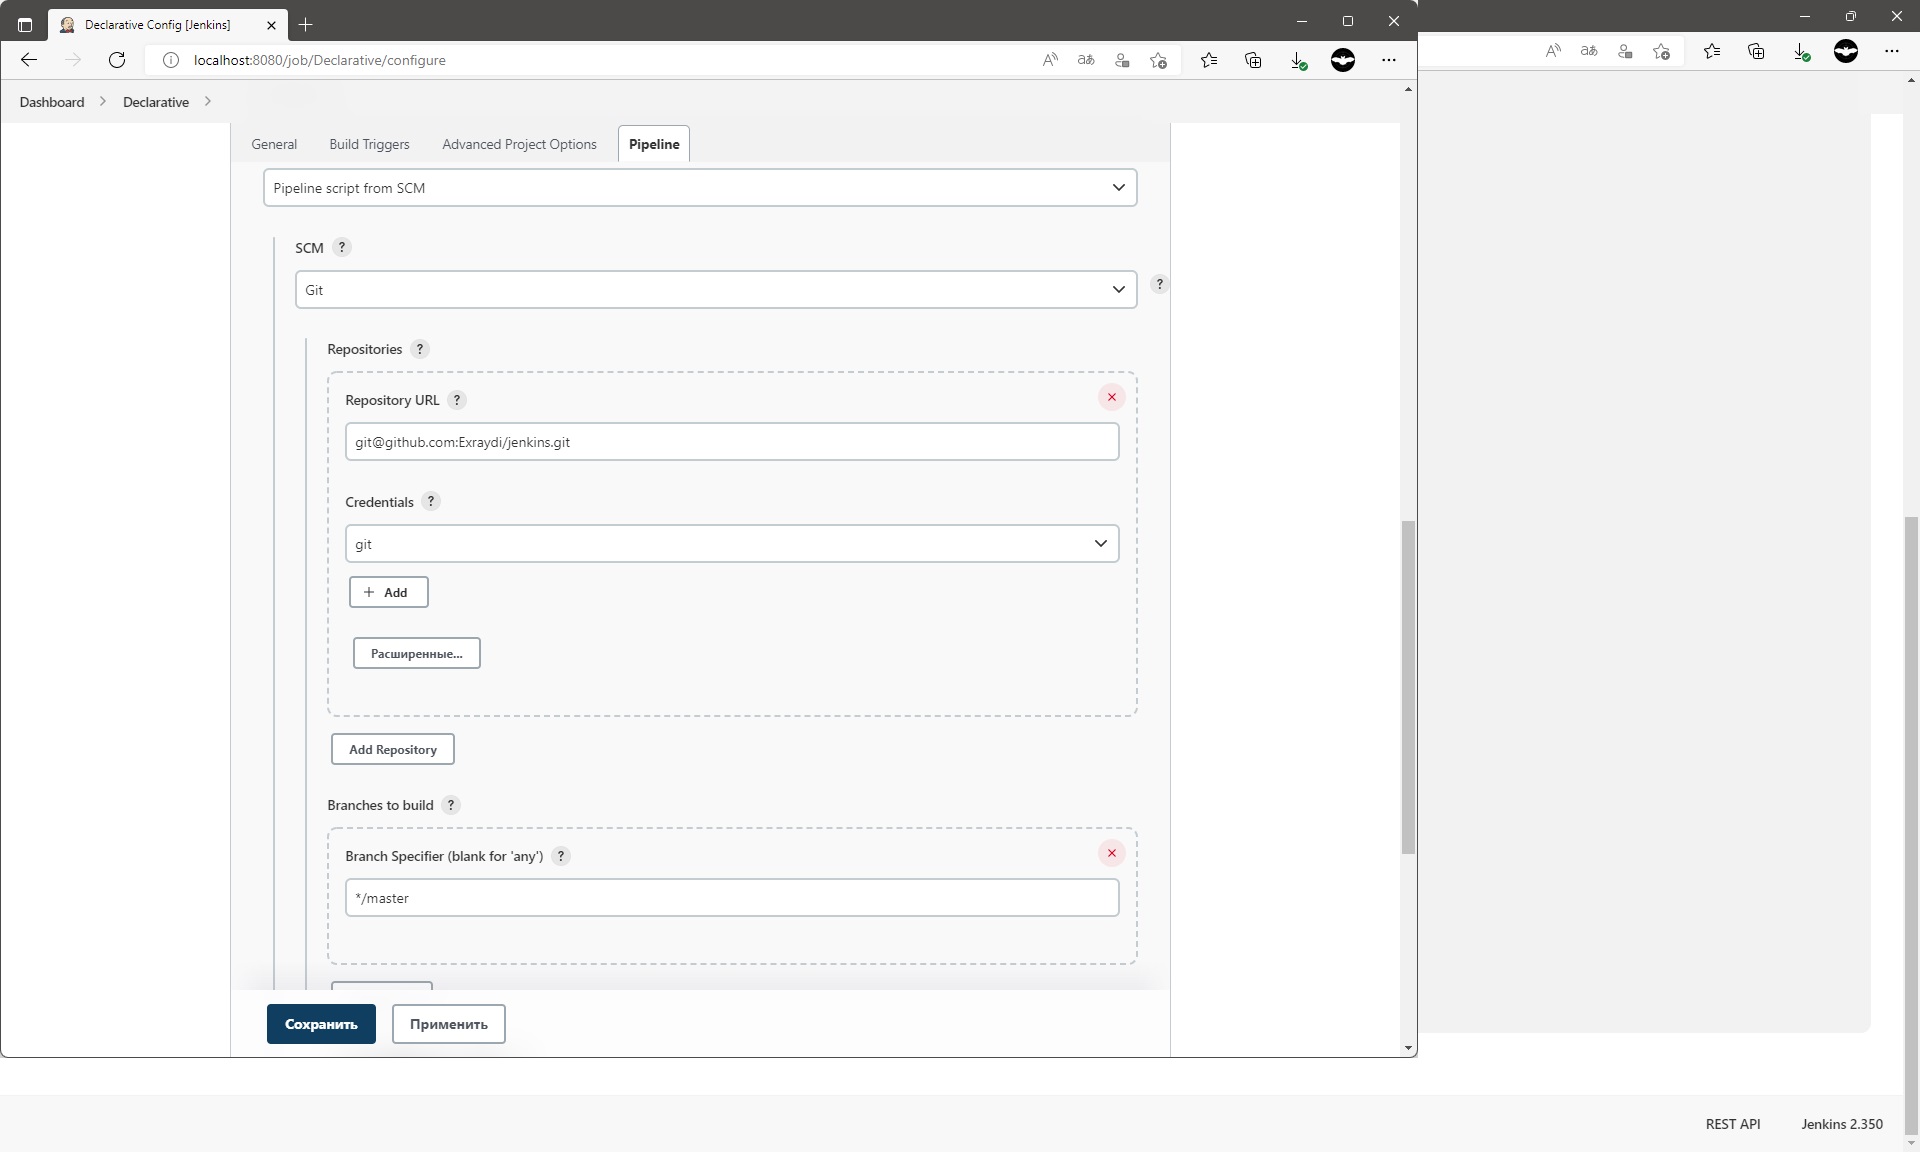 Declarative Config [Jenkins]
localhost:8080/job/Declarative/configure
Dashboard
Declarative
General
Build Triggers
Advanced Project Options
Pipeline
Pipeline script from SCM
SCM ?
Git
?
Repositories ?
Repository URL ?
git@github.com:Exraydi/jenkins.git
Credentials ?
git
+ Add
Расширенные...
Add Repository
Branches to build ?
Branch Specifier (blank for 'any') ?
*/master
Сохранить
Применить
REST API
Jenkins 2.350